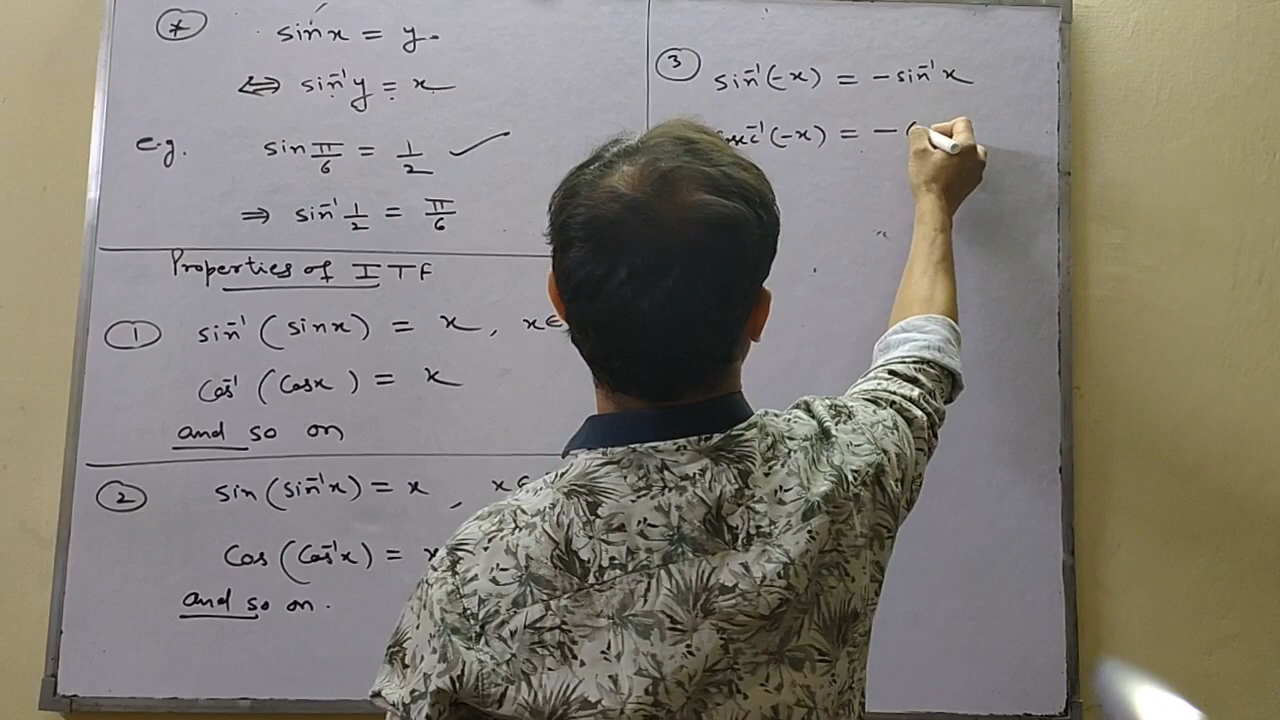 * sin x = y.
⇔ sin⁻¹y = x
e.g. sin π/6 = 1/2 ✓
⇒ sin⁻¹ 1/2 = π/6
Properties of ITF
① sin⁻¹ (sin x) = x , x∈
Cos⁻¹ (Cos x) = x
and so on
② sin (sin⁻¹x) = x , x∈
Cos (Cos⁻¹x) =
and so on.
③ sin⁻¹(-x) = -sin⁻¹x
(-x) = -